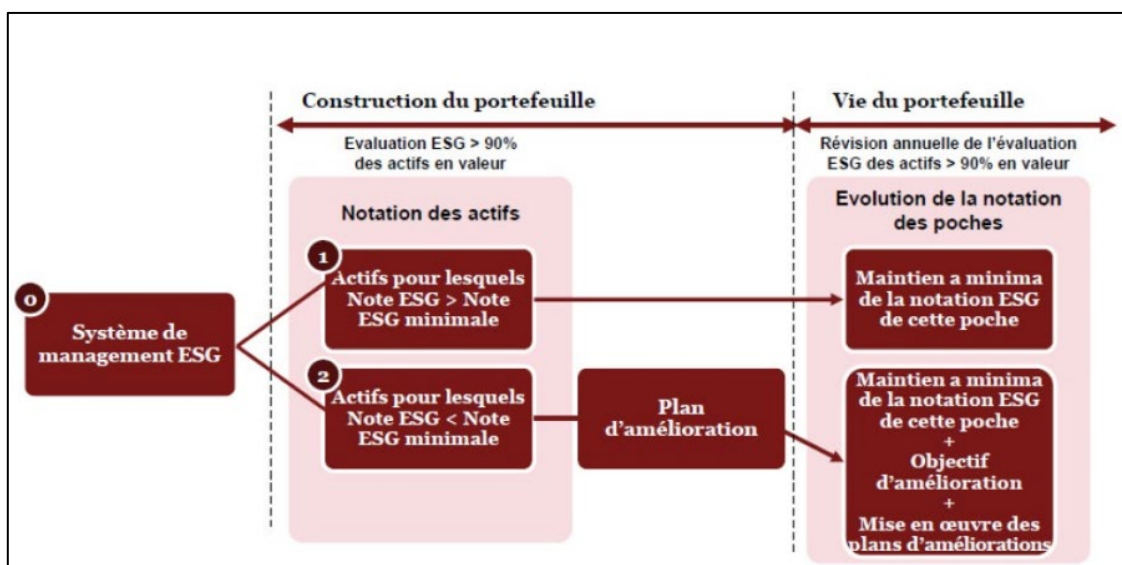 Construction du portefeuille
Vie du portefeuille
Evaluation ESG > 90%
des actifs en valeur
Révision annuelle de l'évaluation
ESG des actifs > 90% en valeur
Notation des actifs
Evolution de la notation
des poches
0
Système de
management ESG
1
Actifs pour lesquels
Note ESG > Note
ESG minimale
Maintien a minima
de la notation ESG
de cette poche
2
Actifs pour lesquels
Note ESG < Note
ESG minimale
Plan
d'amélioration
Maintien a minima
de la notation ESG
de cette poche
+
Objectif
d'amélioration
+
Mise en œuvre des
plans d'améliorations